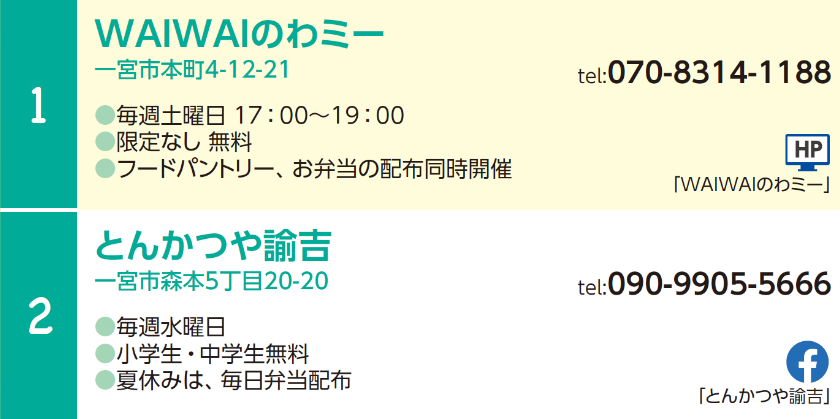 1
WAIWAIのわミー
一宮市本町4-12-21
tel:070-8314-1188
●毎週土曜日 17：00～19：00
●限定なし 無料
●フードパントリー、お弁当の配布同時開催
HP
「WAIWAIのわミー」
2
とんかつや諭吉
一宮市森本5丁目20-20
tel:090-9905-5666
●毎週水曜日
●小学生・中学生無料
●夏休みは、毎日弁当配布
「とんかつや諭吉」